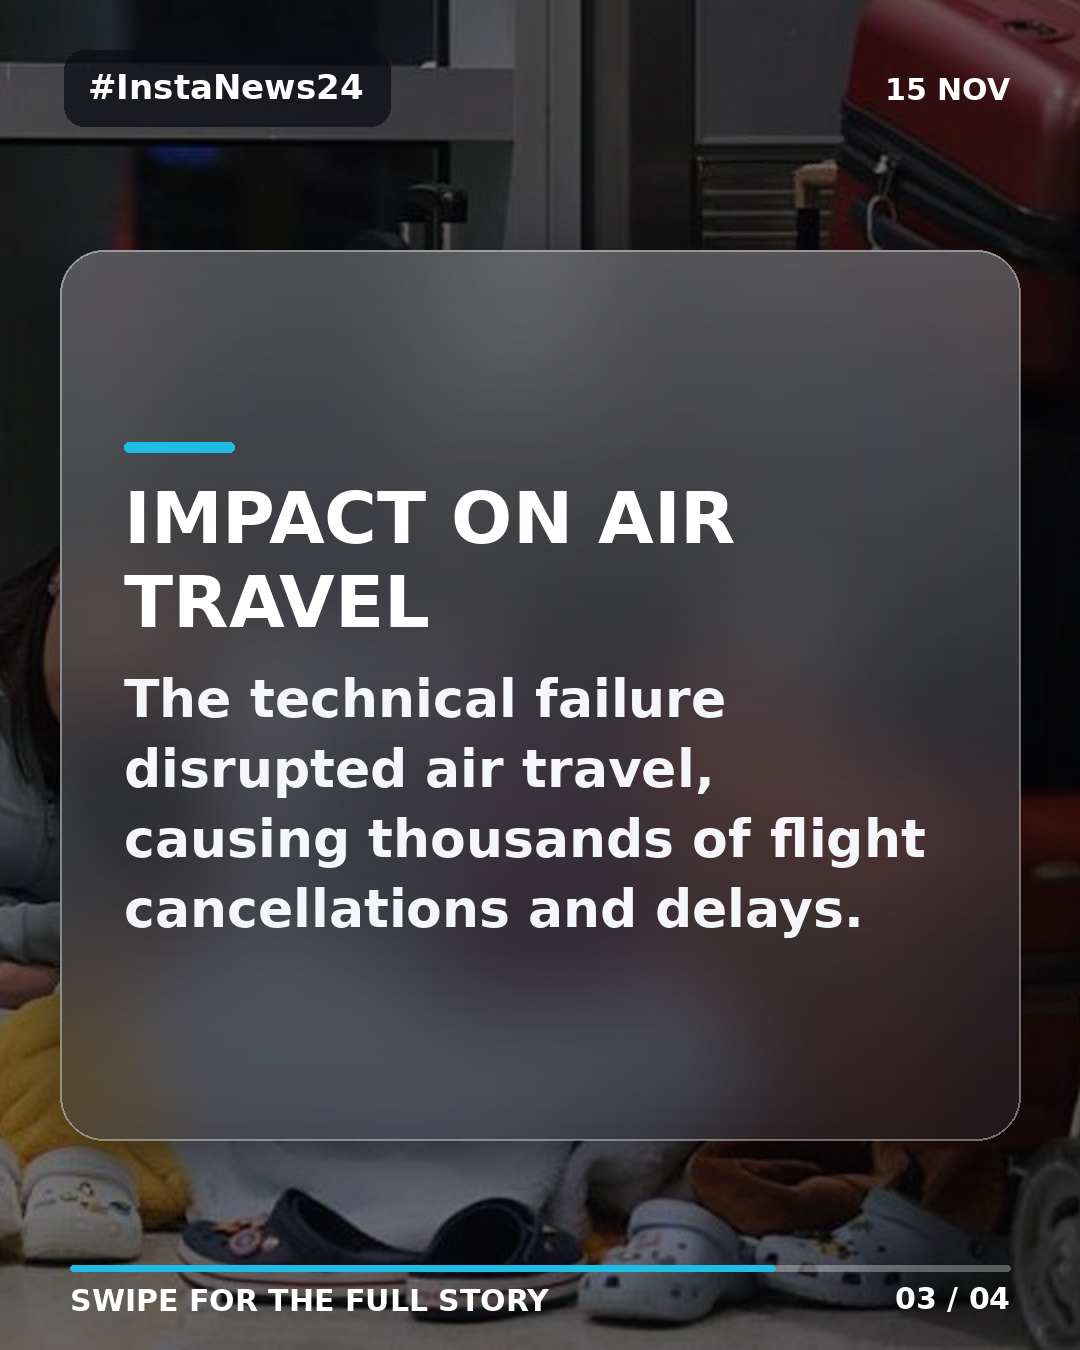 #InstaNews24
15 NOV
IMPACT ON AIR
TRAVEL
The technical failure
disrupted air travel,
causing thousands of flight
cancellations and delays.
SWIPE FOR THE FULL STORY
03 / 04